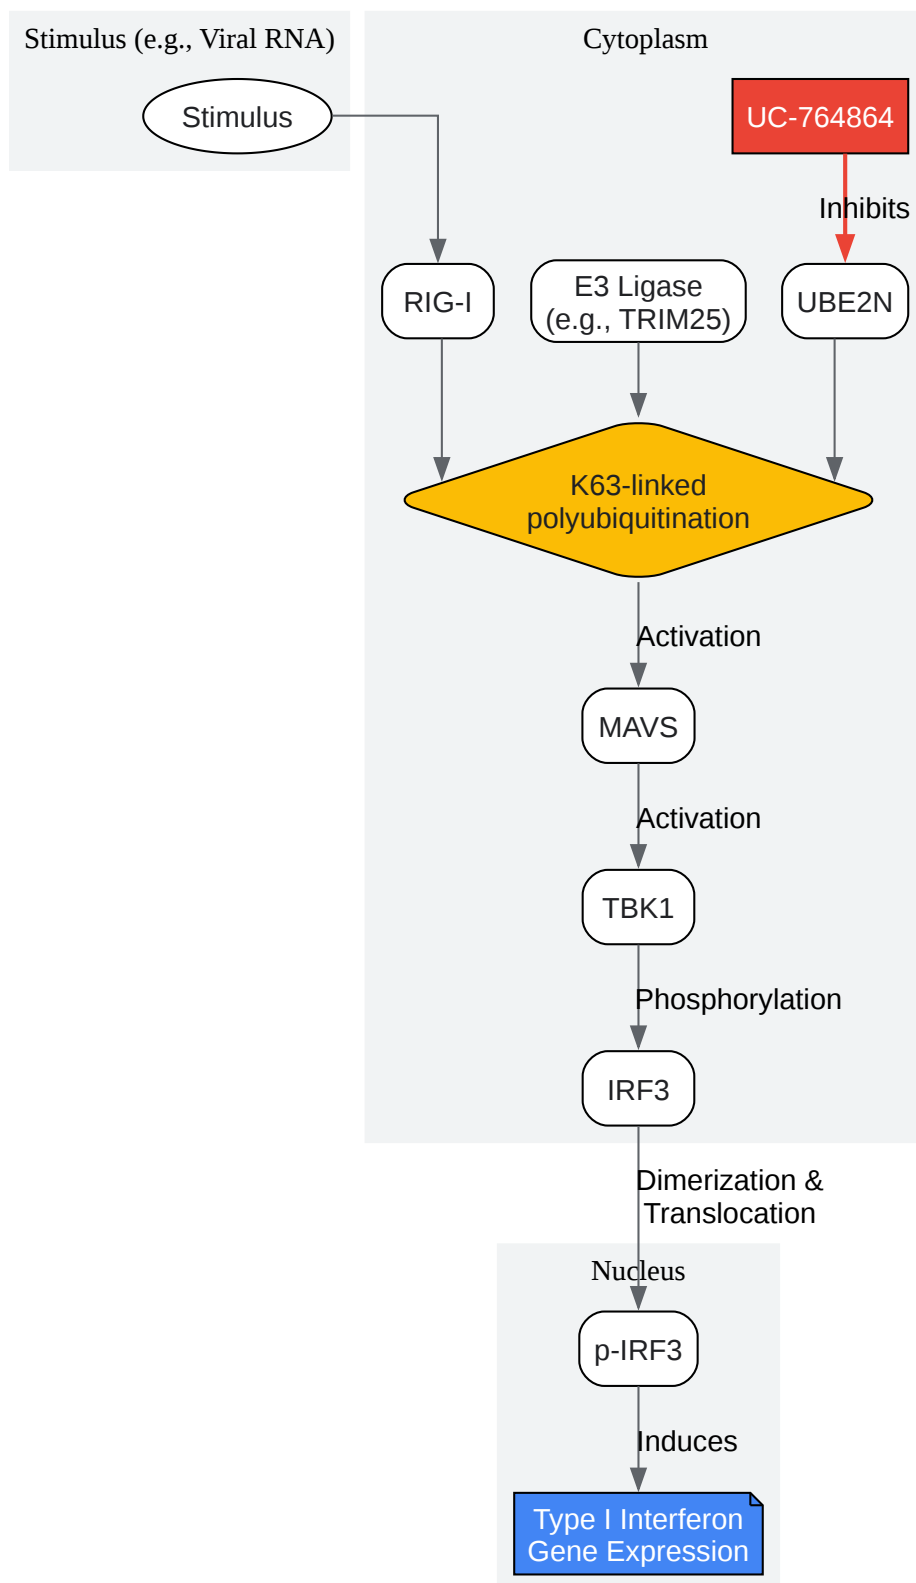 Stimulus (e.g., Viral RNA)
Cytoplasm
Stimulus
UC-764864
Inhibits
RIG-I
E3 Ligase
(e.g., TRIM25)
UBE2N
K63-linked
polyubiquitination
Activation
MAVS
Activation
TBK1
Phosphorylation
IRF3
Dimerization &
Translocation
Nucleus
p-IRF3
Induces
Type I Interferon
Gene Expression